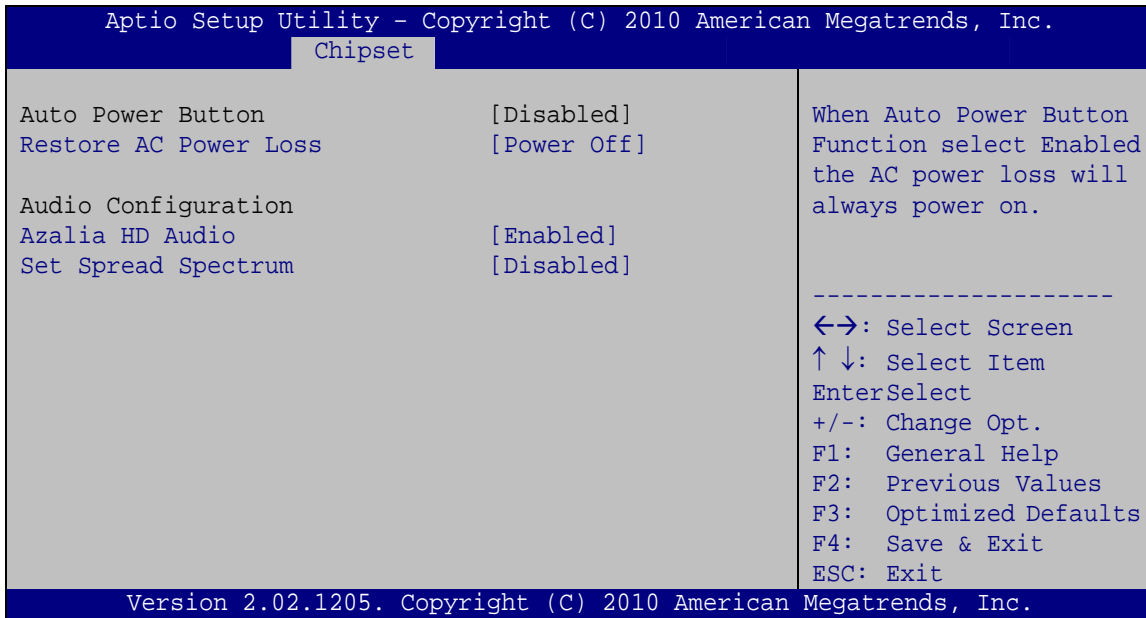 Aptio Setup Utility – Copyright (C) 2010 American Megatrends, Inc.
Chipset
Auto Power Button [Disabled]
Restore AC Power Loss [Power Off]
Audio Configuration
Azalia HD Audio [Enabled]
Set Spread Spectrum [Disabled]
When Auto Power Button
Function select Enabled
the AC power loss will
always power on.
---------------------
←→: Select Screen
↑ ↓: Select Item
EnterSelect
+/-: Change Opt.
F1: General Help
F2: Previous Values
F3: Optimized Defaults
F4: Save & Exit
ESC: Exit
Version 2.02.1205. Copyright (C) 2010 American Megatrends, Inc.